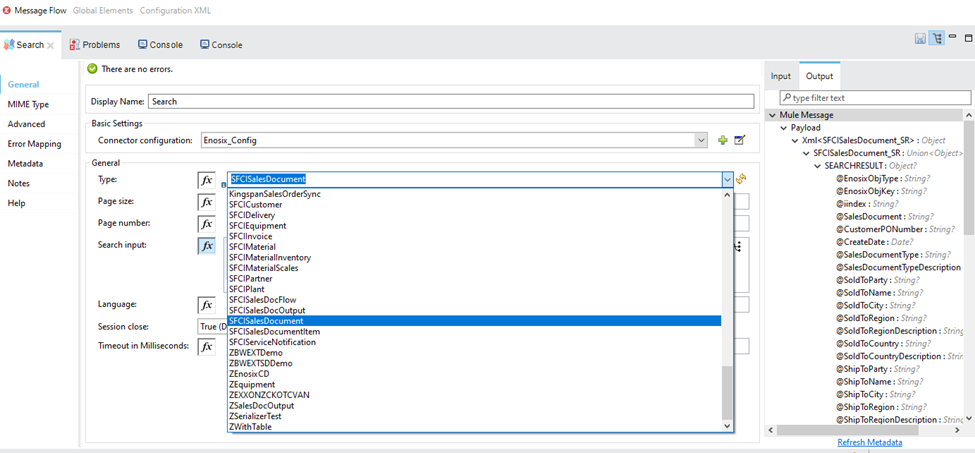 Message Flow Global Elements Configuration XML
Search Problems Console Console
There are no errors.
General
MIME Type
Advanced
Error Mapping
Metadata
Notes
Help
Display Name: Search
Basic Settings
Connector configuration: Enosix_Config
General
Type: fx SFCISalesDocument
Page size: fx
Page number: fx
Search input: fx
Language: fx
Session close: True (D
Timeout in Milliseconds: fx
KingspanSalesOrderSync
SFCICustomer
SFCIDelivery
SFCIEquipment
SFCIInvoice
SFCIMaterial
SFCIMaterialInventory
SFCIMaterialScales
SFCIPartner
SFCIPlant
SFCISalesDocFlow
SFCISalesDocOutput
SFCISalesDocument
SFCISalesDocumentItem
SFCIServiceNotification
ZBWEXTDemo
ZBWEXTSDDemo
ZEnosixCD
ZEquipment
ZEXXONZCKOTCVAN
ZSalesDocOutput
ZSerializerTest
ZWithTable
Input Output
type filter text
Mule Message
Payload
Xml<SFCISalesDocument_SR> : Object
SFCISalesDocument_SR : Union<Object>
SEARCHRESULT : Object?
@EnosixObjType : String?
@EnosixObjKey : String?
@iindex : String?
@SalesDocument : String?
@CustomerPONumber : String?
@CreateDate : Date?
@SalesDocumentType : String?
@SalesDocumentTypeDescription
@SoldToParty : String?
@SoldToName : String?
@SoldToCity : String?
@SoldToRegion : String?
@SoldToRegionDescription : String?
@SoldToCountry : String?
@SoldToCountryDescription : Strin
@ShipToParty : String?
@ShipToName : String?
@ShipToCity : String?
@ShipToRegion : String?
@ShipToRegionDescription : String?
Refresh Metadata